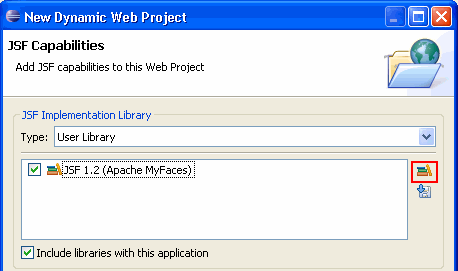 New Dynamic Web Project
JSF Capabilities
Add JSF capabilities to this Web Project
JSF Implementation Library
Type: User Library
JSF 1.2 (Apache MyFaces)
Include libraries with this application